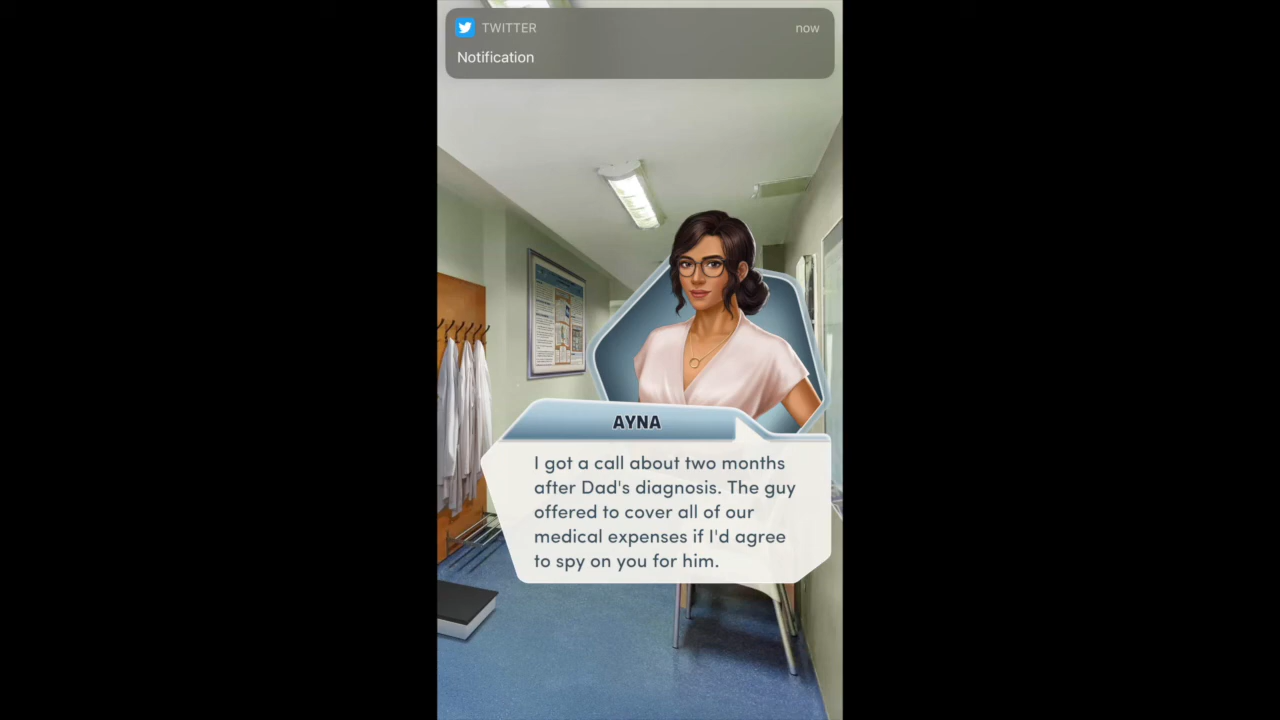 TWITTER
now
Notification
AYNA
I got a call about two months
after Dad's diagnosis. The guy
offered to cover all of our
medical expenses if I'd agree
to spy on you for him.